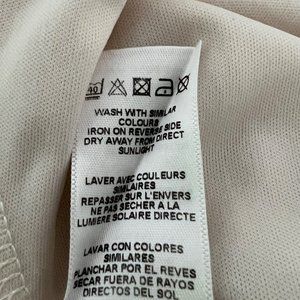 40
WASH WITH SIMILAR
COLOURS
IRON ON REVERSE SIDE
DRY AWAY FROM DIRECT
SUNLIGHT
LAVER AVEC COULEURS
SIMILAIRES
REPASSER SUR L'ENVERS
NE PAS SECHER A LA
LUMIERE SOLAIRE DIRECTE
LAVAR CON COLORES
SIMILARES
PLANCHAR POR EL REVES
SECAR FUERA DE RAYOS
DIRECTOS DEL SOL